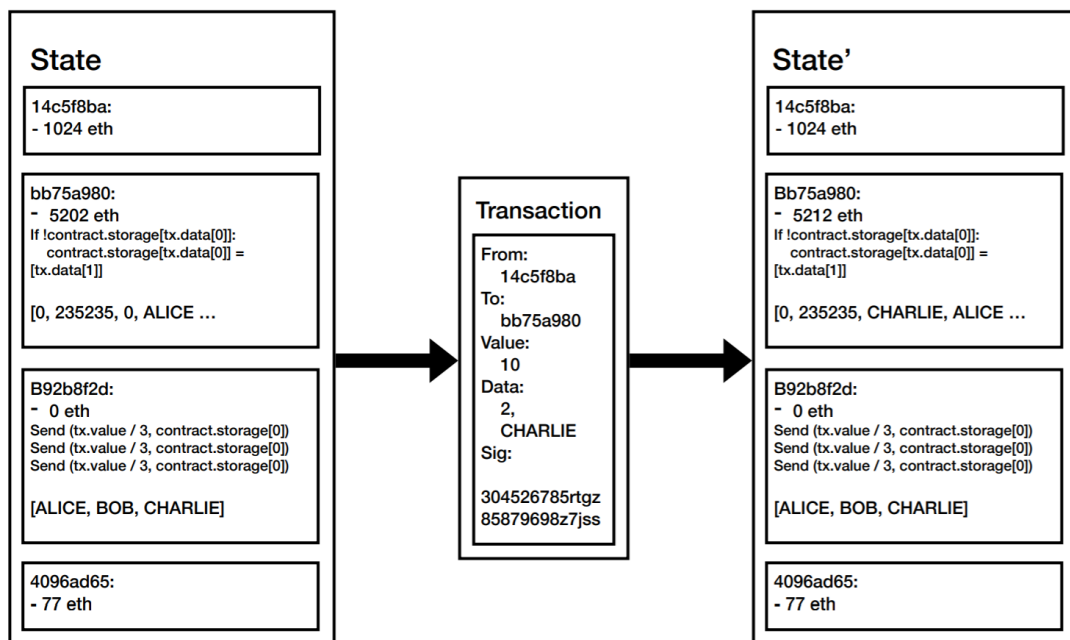 State
14c5f8ba:
- 1024 eth
bb75a980:
- 5202 eth
If !contract.storage[tx.data[0]]:
contract.storage[tx.data[0]] =
[tx.data[1]]
[0, 235235, 0, ALICE …
B92b8f2d:
- 0 eth
Send (tx.value / 3, contract.storage[0])
Send (tx.value / 3, contract.storage[0])
Send (tx.value / 3, contract.storage[0])
[ALICE, BOB, CHARLIE]
4096ad65:
- 77 eth
Transaction
From:
14c5f8ba
To:
bb75a980
Value:
10
Data:
2,
CHARLIE
Sig:
304526785rtgz
85879698z7jss
State’
14c5f8ba:
- 1024 eth
Bb75a980:
- 5212 eth
If !contract.storage[tx.data[0]]:
contract.storage[tx.data[0]] =
[tx.data[1]]
[0, 235235, CHARLIE, ALICE …
B92b8f2d:
- 0 eth
Send (tx.value / 3, contract.storage[0])
Send (tx.value / 3, contract.storage[0])
Send (tx.value / 3, contract.storage[0])
[ALICE, BOB, CHARLIE]
4096ad65:
- 77 eth